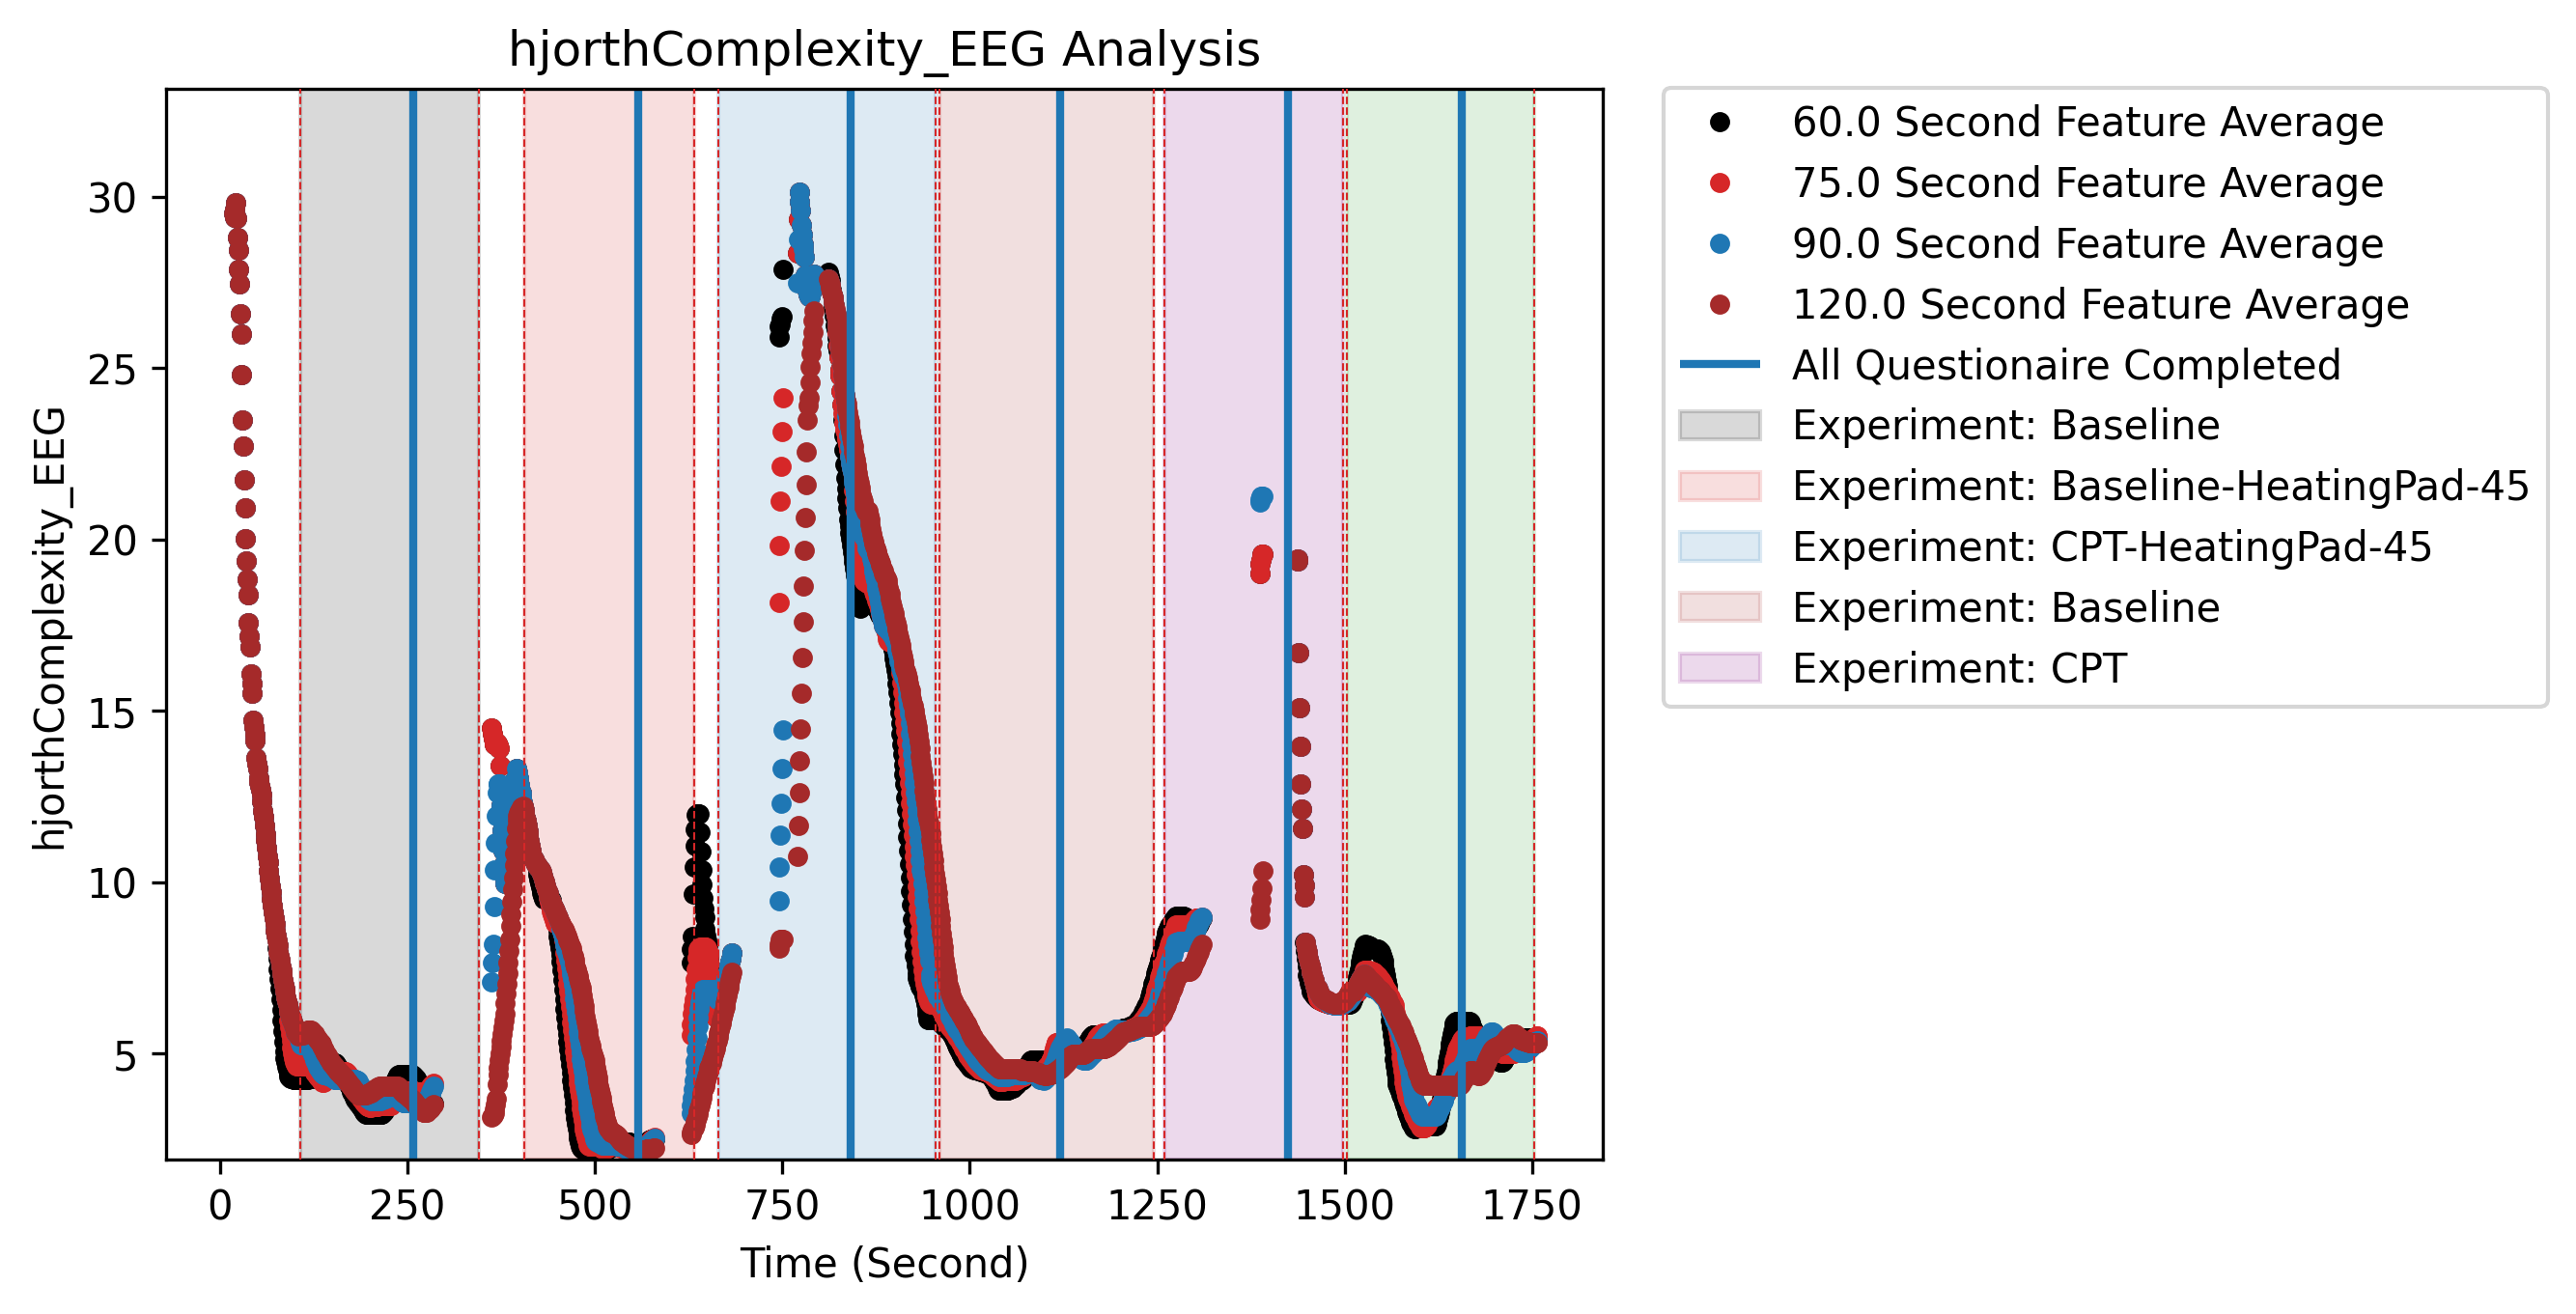 hjorthComplexity_EEG Analysis
hjorthComplexity_EEG
30
25
20
15
10
5
0 250 500 750 1000 1250 1500 1750
Time (Second)
60.0 Second Feature Average
75.0 Second Feature Average
90.0 Second Feature Average
120.0 Second Feature Average
All Questionaire Completed
Experiment: Baseline
Experiment: Baseline-HeatingPad-45
Experiment: CPT-HeatingPad-45
Experiment: Baseline
Experiment: CPT